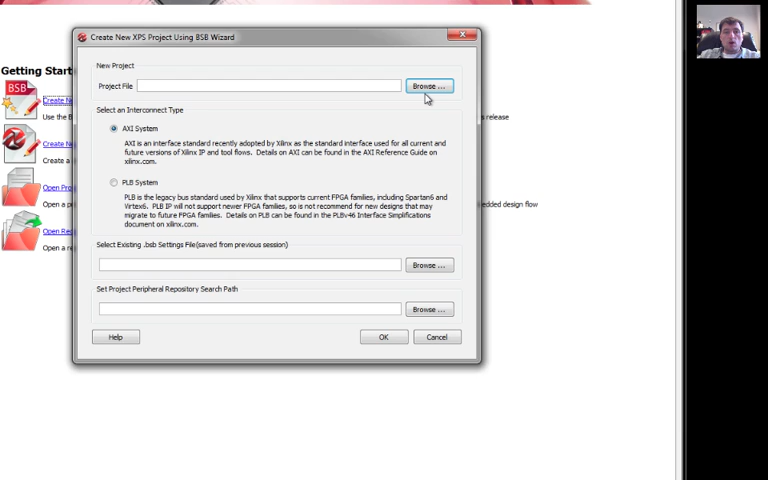 Create New XPS Project Using BSB Wizard
New Project
Project File
Browse ...
Select an Interconnect Type
AXI System
AXI is an interface standard recently adopted by Xilinx as the standard interface used for all current and
future versions of Xilinx IP and tool flows. Details on AXI can be found in the AXI Reference Guide on
xilinx.com.
PLB System
PLB is the legacy bus standard used by Xilinx that supports current FPGA families, including Spartan6 and
Virtex6. PLB IP will not support newer FPGA families, so is not recommend for new designs that may
migrate to future FPGA families. Details on PLB can be found in the PLBv46 Interface Simplifications
document on xilinx.com.
Select Existing .bsb Settings File(saved from previous session)
Browse ...
Set Project Peripheral Repository Search Path
Browse ...
Help
OK
Cancel
Getting Start
BSB
Create Ne
Use the B
s release
Create Ne
Create a
Open Pro
Open a p
edded design flow
Open Re
Open a re